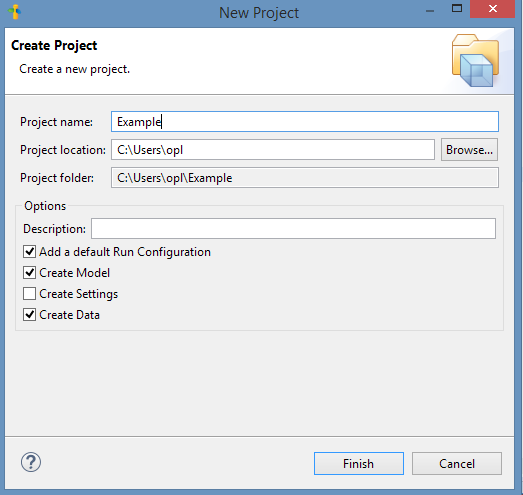 New Project
Create Project
Create a new project.
Project name: Example
Project location: C:\Users\opl Browse...
Project folder: C:\Users\opl\Example
Options
Description:
Add a default Run Configuration
Create Model
Create Settings
Create Data
? Finish Cancel